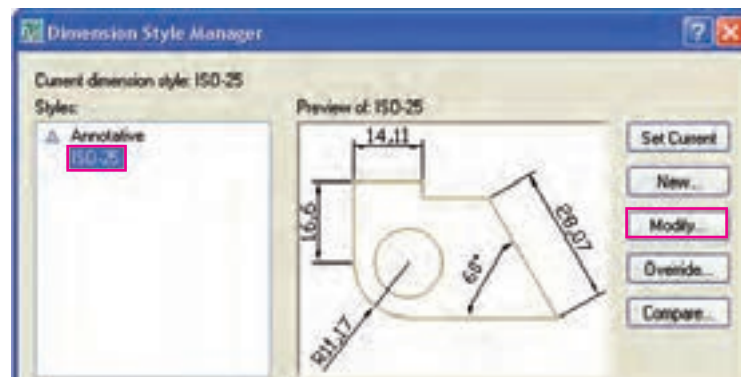 Dimension Style Manager
Current dimension style: ISO-25
Styles:
Annotative
ISO-25
Preview of: ISO-25
14,11
16,6
28,07
60°
R11,17
Set Current
New...
Modify...
Override...
Compare...